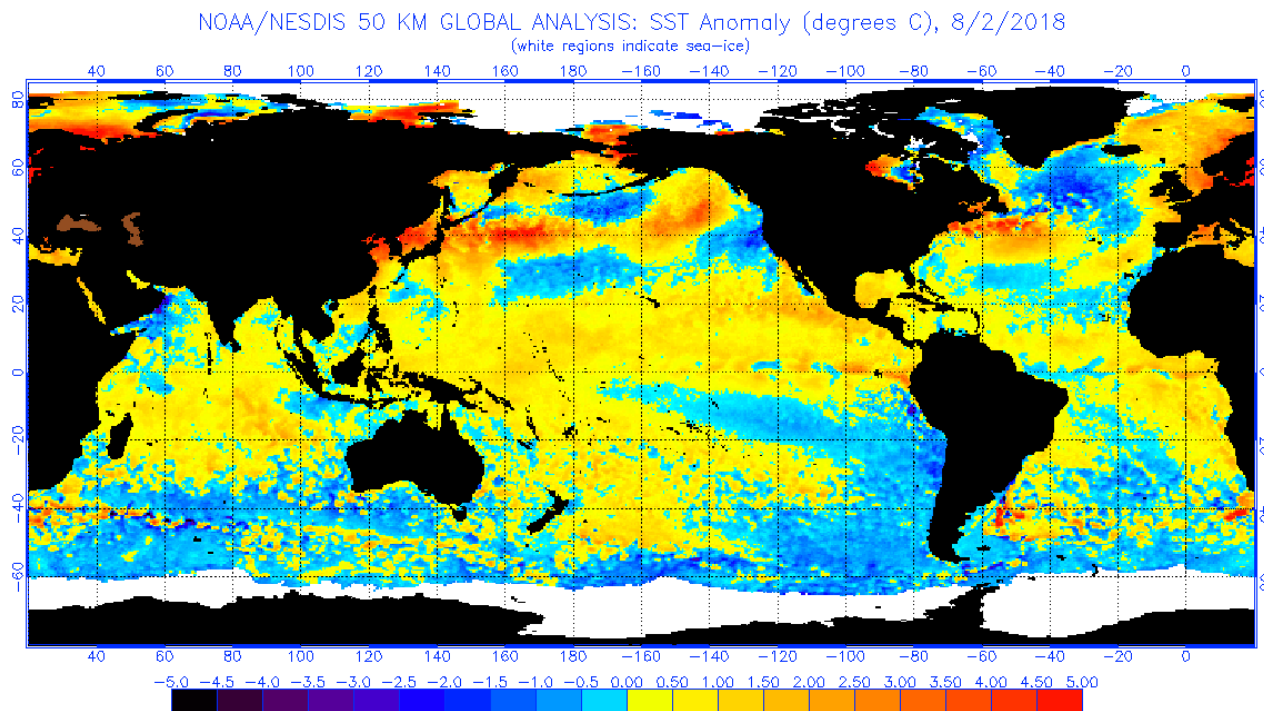 NOAA/NESDIS 50 KM GLOBAL ANALYSIS: SST Anomaly (degrees C), 8/2/2018
(white regions indicate sea-ice)
40 60 80 100 120 140 160 180 -160 -140 -120 -100 -80 -60 -40 -20 0
80
60
40
20
0
-20
-40
-60
40 60 80 100 120 140 160 180 -160 -140 -120 -100 -80 -60 -40 -20 0
-5.0 -4.5 -4.0 -3.5 -3.0 -2.5 -2.0 -1.5 -1.0 -0.5 0.00 0.50 1.00 1.50 2.00 2.50 3.00 3.50 4.00 4.50 5.00